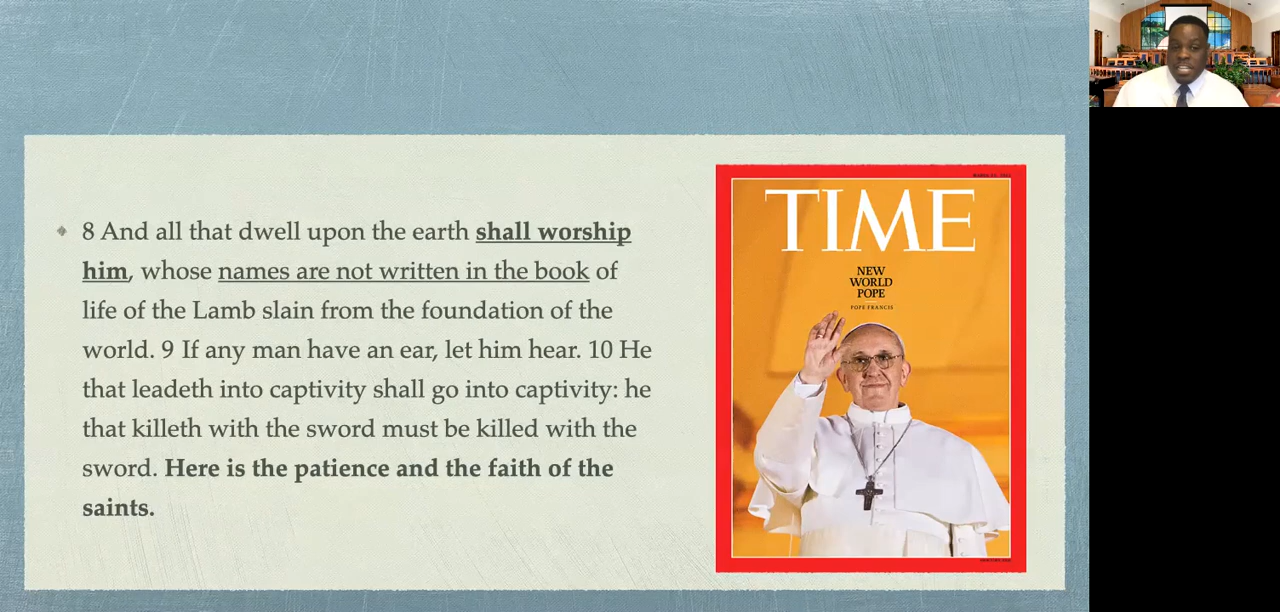 8 And all that dwell upon the earth shall worship
him, whose names are not written in the book of
life of the Lamb slain from the foundation of the
world. 9 If any man have an ear, let him hear. 10 He
that leadeth into captivity shall go into captivity: he
that killeth with the sword must be killed with the
sword. Here is the patience and the faith of the
saints.
TIME
NEW
WORLD
POPE
POPE FRANCIS